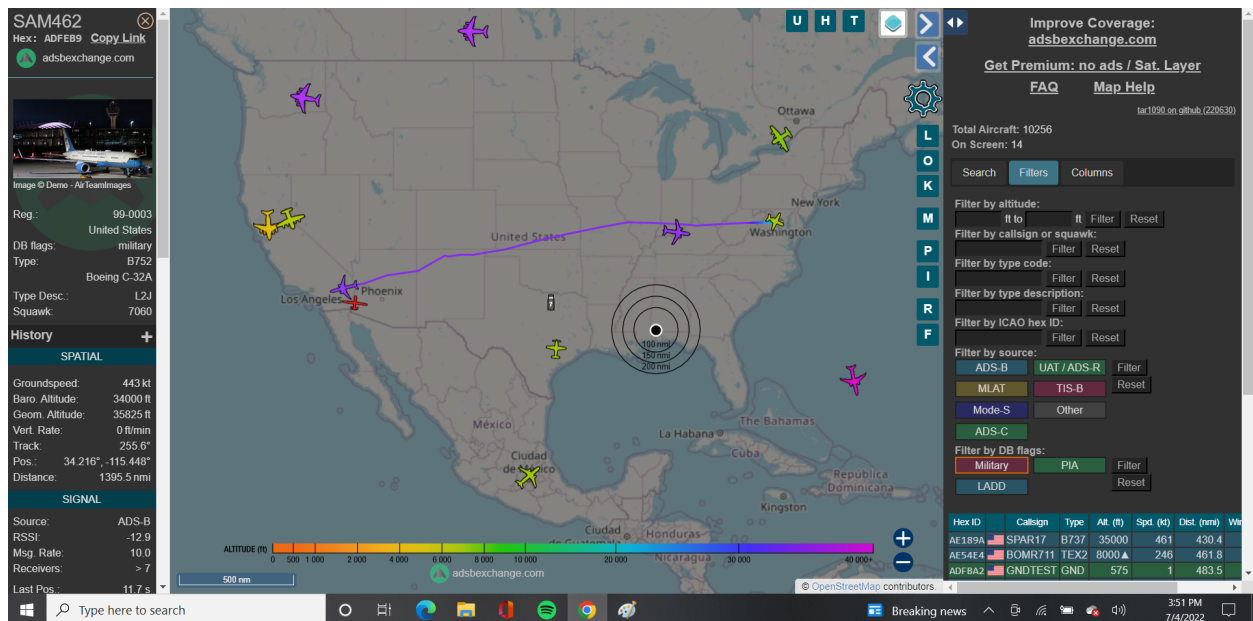 SAM462
Hex: ADFEB9 Copy Link
adsbexchange.com
Image © Demo - AirTeamImages
Reg.: 99-0003
United States
DB flags: military
Type: B752
Boeing C-32A
Type Desc.: L2J
Squawk: 7060
History +
SPATIAL
Groundspeed: 443 kt
Baro. Altitude: 34000 ft
Geom. Altitude: 35825 ft
Vert. Rate: 0 ft/min
Track: 255.6°
Pos.: 34.216°, -115.448°
Distance: 1395.5 nmi
SIGNAL
Source: ADS-B
RSSI: -12.9
Msg. Rate: 10.0
Receivers: > 7
Last Pos.: 11.7 s
U H T
L
O
K
M
P
I
R
F
Ottawa
New York
Washington
United States
Los Angeles
Phoenix
100 nmi
150 nmi
200 nmi
México
La Habana
The Bahamas
Cuba
Ciudad
de México
República
Dominicana
Kingston
Ciudad
de Guatemala
Honduras
Nicaragua
ALTITUDE (ft) 0 500 1 000 2 000 4 000 6 000 8 000 10 000 20 000 30 000 40 000+
adsbexchange.com
500 nm
© OpenStreetMap contributors.
Improve Coverage:
adsbexchange.com
Get Premium: no ads / Sat. Layer
FAQ Map Help
tar1090 on github (220630)
Total Aircraft: 10256
On Screen: 14
Search Filters Columns
Filter by altitude:
ft to ft Filter Reset
Filter by callsign or squawk:
Filter Reset
Filter by type code:
Filter Reset
Filter by type description:
Filter Reset
Filter by ICAO hex ID:
Filter Reset
Filter by source:
ADS-B UAT / ADS-R Filter
MLAT TIS-B Reset
Mode-S Other
ADS-C
Filter by DB flags:
Military PIA Filter
LADD Reset
Hex ID Callsign Type Alt. (ft) Spd. (kt) Dist. (nmi)
AE189A SPAR17 B737 35000 461 430.4
AE54E4 BOMR711 TEX2 8000▲ 246 461.8
ADFBA2 GNDTEST GND 575 1 483.5
Type here to search
Breaking news
3:51 PM
7/4/2022